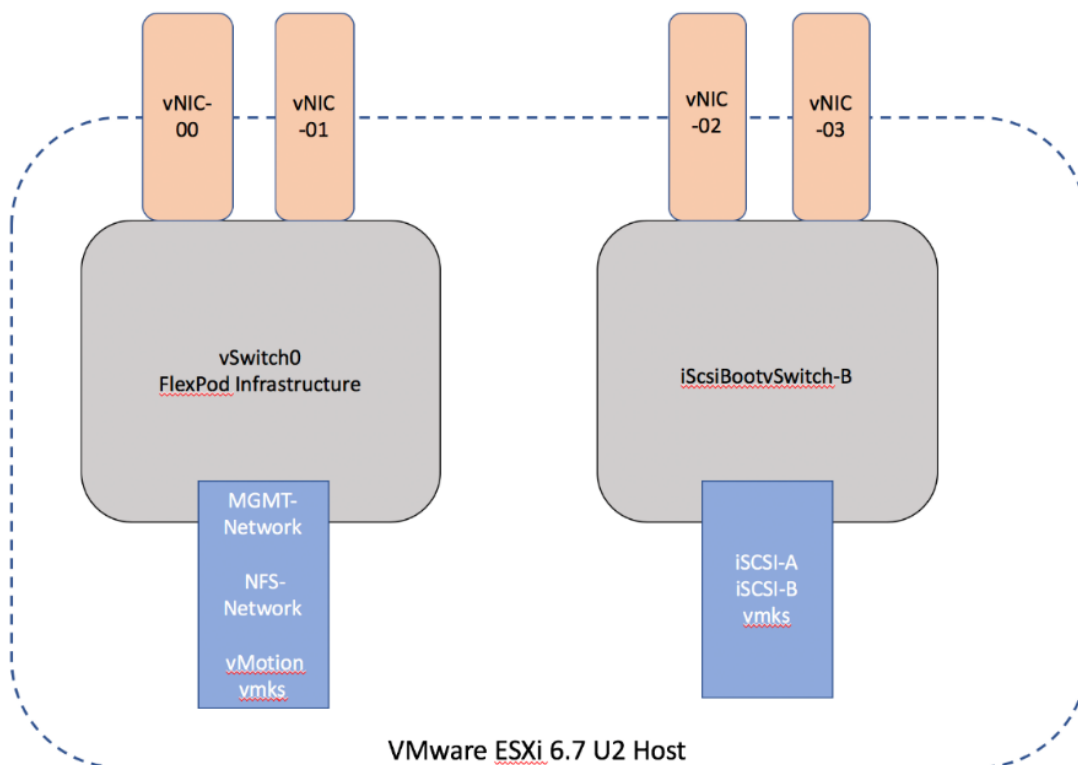 vNIC-
00
vNIC
-01
vNIC
-02
vNIC
-03
vSwitch0
FlexPod Infrastructure
iScsiBootvSwitch-B
MGMT-
Network
NFS-
Network
vMotion
vmks
iSCSI-A
iSCSI-B
vmks
VMware ESXi 6.7 U2 Host